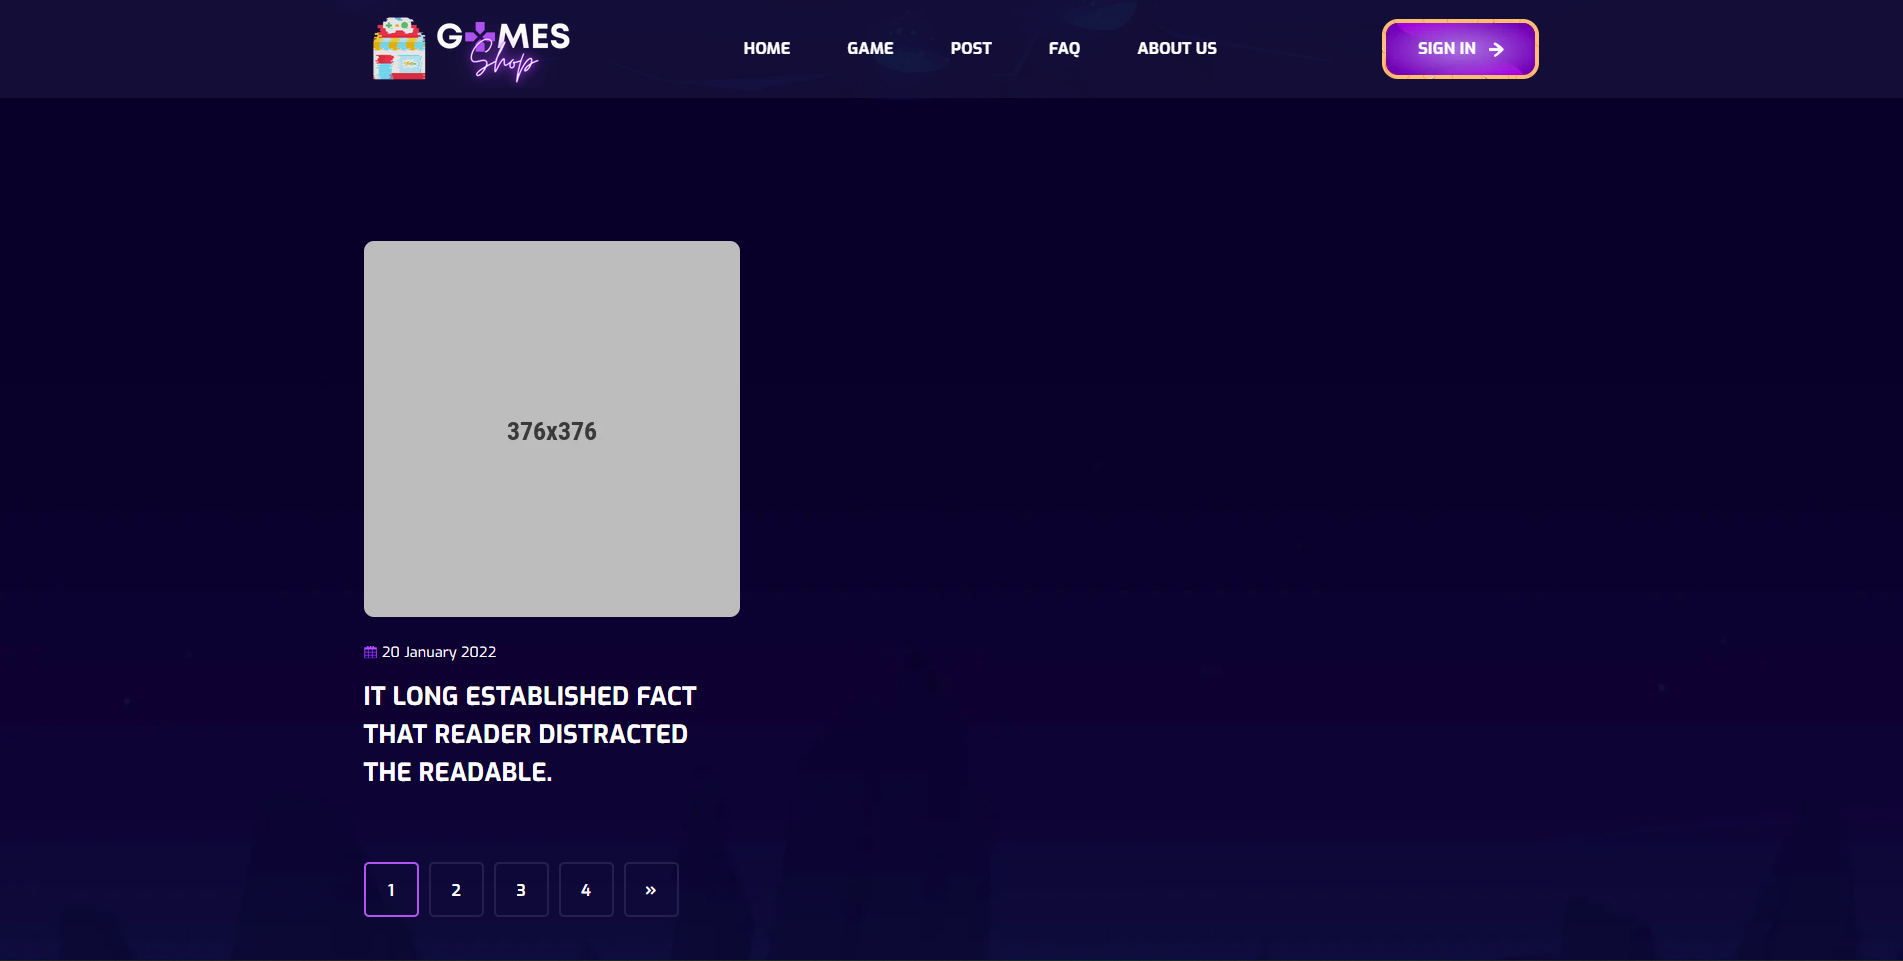 GAMES
Shop
HOME
GAME
POST
FAQ
ABOUT US
SIGN IN
376x376
20 January 2022
IT LONG ESTABLISHED FACT
THAT READER DISTRACTED
THE READABLE.
1
2
3
4
»